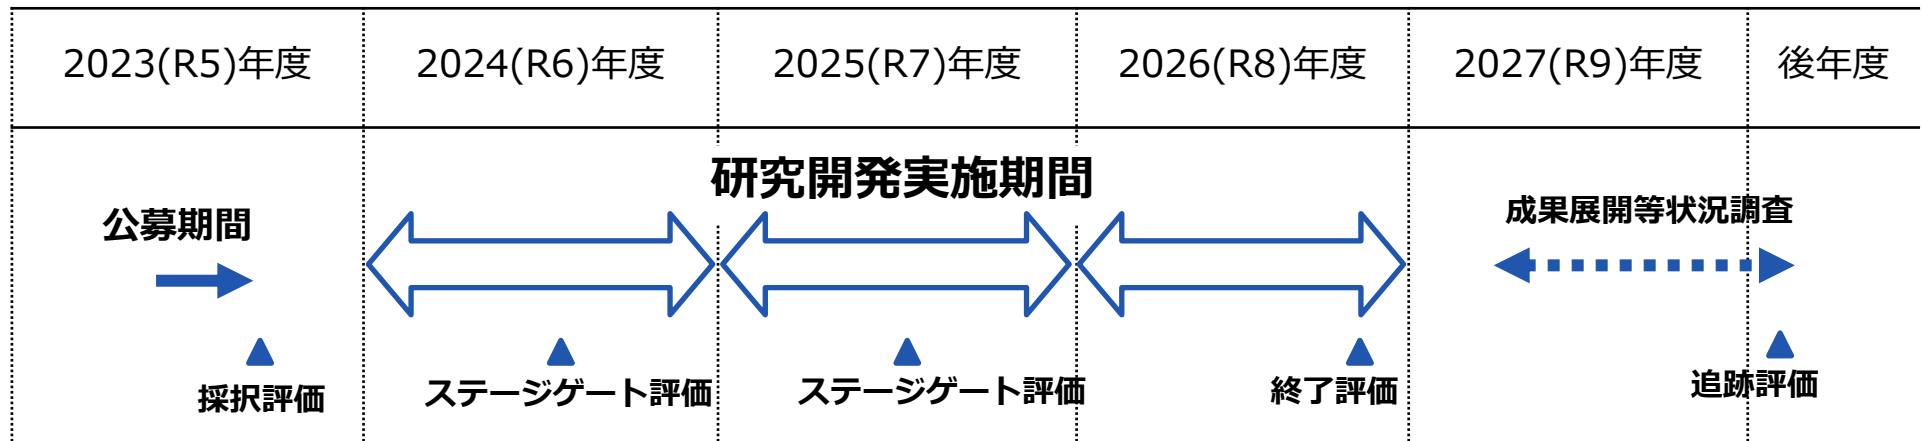 2023(R5)年度
2024(R6)年度
2025(R7)年度
2026(R8)年度
2027(R9)年度
後年度
研究開発実施期間
公募期間
成果展開等状況調査
採択評価
ステージゲート評価
ステージゲート評価
終了評価
追跡評価